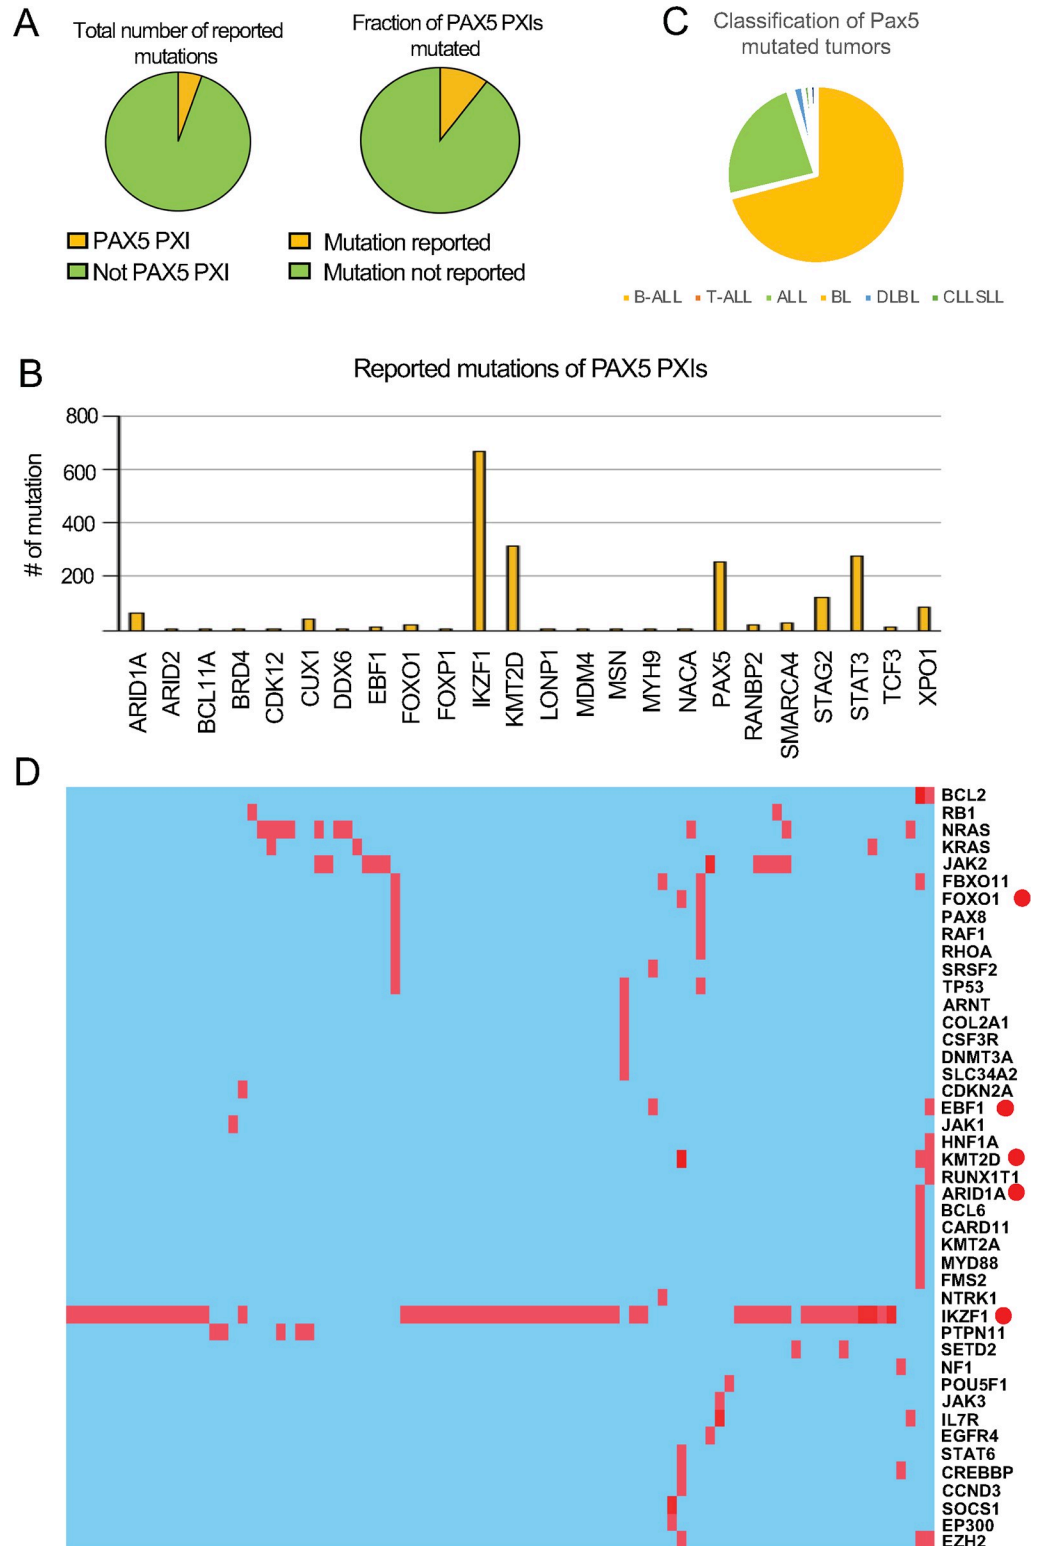 A
Total number of reported
mutations
PAX5 PXI
Not PAX5 PXI
Fraction of PAX5 PXIs
mutated
Mutation reported
Mutation not reported
C
Classification of Pax5
mutated tumors
B-ALL T-ALL ALL BL DLBL CLLSLL
B
Reported mutations of PAX5 PXIs
# of mutation
800
600
400
200
ARID1A
ARID2
BCL11A
BRD4
CDK12
CUX1
DDX6
EBF1
FOXO1
FOXP1
IKZF1
KMT2D
LONP1
MDM4
MSN
MYH9
NACA
PAX5
RANBP2
SMARCA4
STAG2
STAT3
TCF3
XPO1
D
BCL2
RB1
NRAS
KRAS
JAK2
FBXO11
FOXO1
PAX8
RAF1
RHOA
SRSF2
TP53
ARNT
COL2A1
CSF3R
DNMT3A
SLC34A2
CDKN2A
EBF1
JAK1
HNF1A
KMT2D
RUNX1T1
ARID1A
BCL6
CARD11
KMT2A
MYD88
FMS2
NTRK1
IKZF1
PTPN11
SETD2
NF1
POU5F1
JAK3
IL7R
EGFR4
STAT6
CREBBP
CCND3
SOCS1
EP300
EZH2